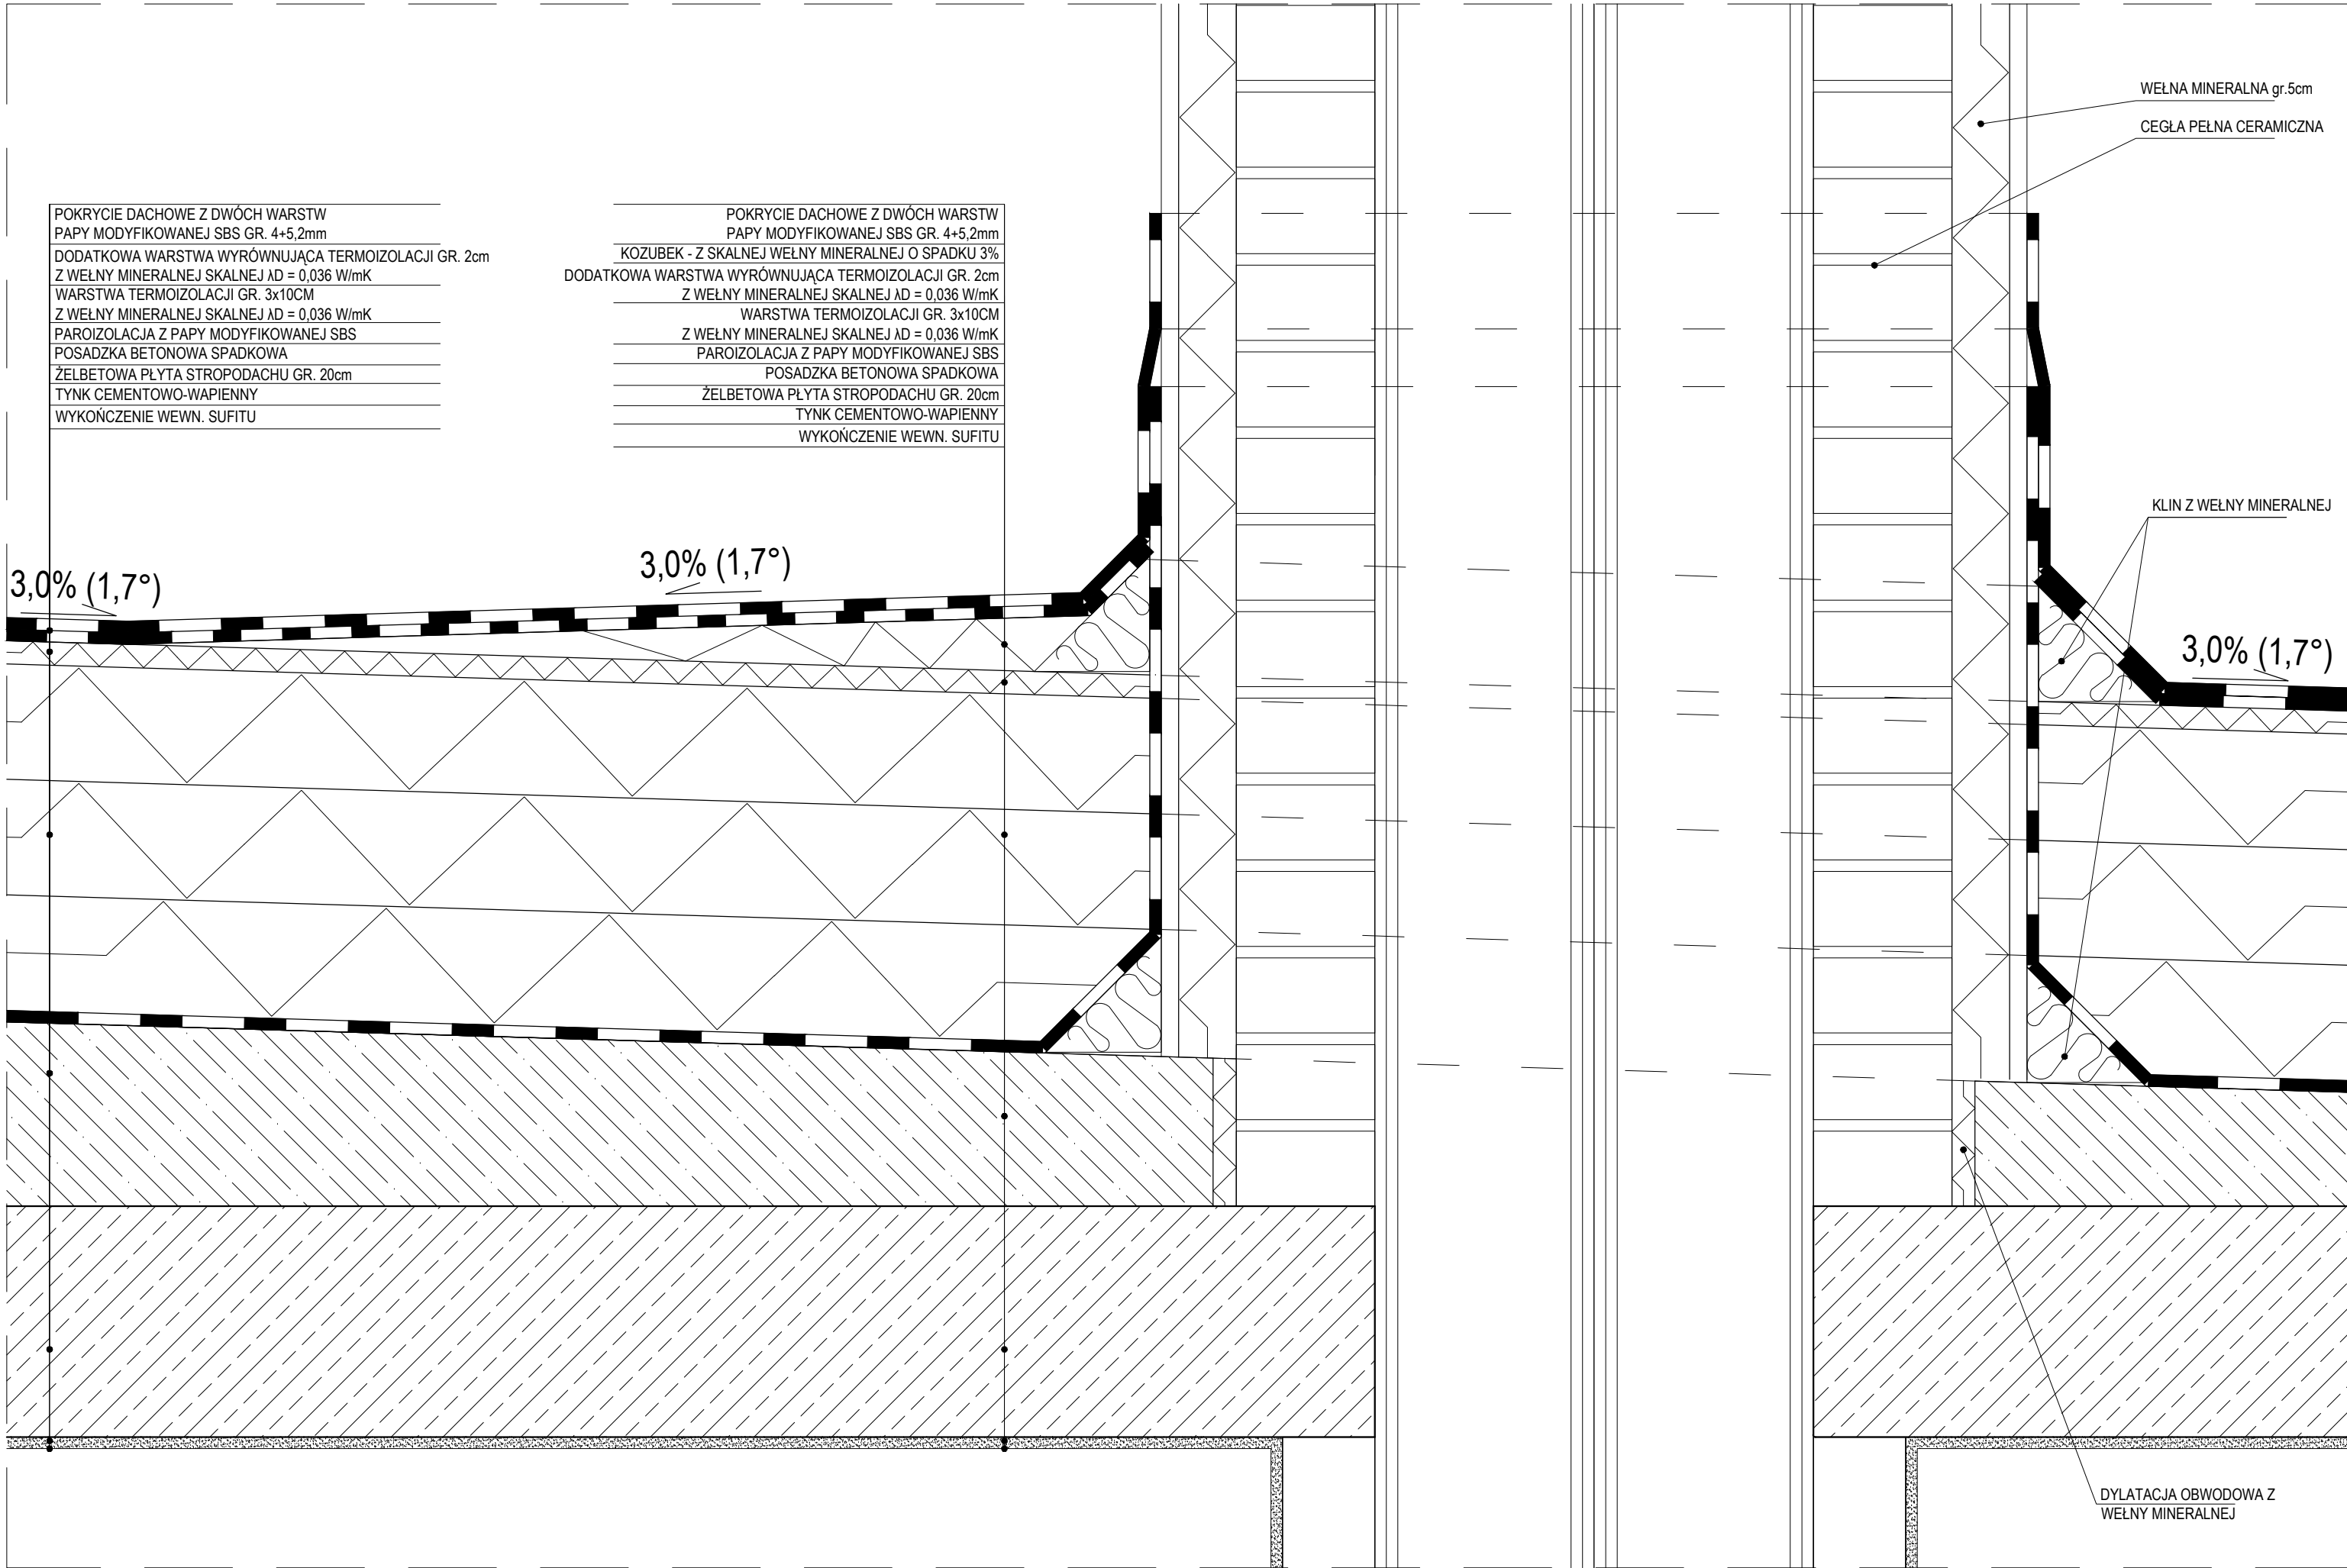 POKRYCIE DACHOWE Z DWÓCH WARSTW
PAPY MODYFIKOWANEJ SBS GR. 4+5,2mm
DODATKOWA WARSTWA WYRÓWNUJĄCA TERMOIZOLACJI GR. 2cm
Z WEŁNY MINERALNEJ SKALNEJ λD = 0,036 W/mK
WARSTWA TERMOIZOLACJI GR. 3x10CM
Z WEŁNY MINERALNEJ SKALNEJ λD = 0,036 W/mK
PAROIZOLACJA Z PAPY MODYFIKOWANEJ SBS
POSADZKA BETONOWA SPADKOWA
ŻELBETOWA PŁYTA STROPODACHU GR. 20cm
TYNK CEMENTOWO-WAPIENNY
WYKOŃCZENIE WEWN. SUFITU
POKRYCIE DACHOWE Z DWÓCH WARSTW
PAPY MODYFIKOWANEJ SBS GR. 4+5,2mm
KOZUBEK - Z SKALNEJ WEŁNY MINERALNEJ O SPADKU 3%
DODATKOWA WARSTWA WYRÓWNUJĄCA TERMOIZOLACJI GR. 2cm
Z WEŁNY MINERALNEJ SKALNEJ λD = 0,036 W/mK
WARSTWA TERMOIZOLACJI GR. 3x10CM
Z WEŁNY MINERALNEJ SKALNEJ λD = 0,036 W/mK
PAROIZOLACJA Z PAPY MODYFIKOWANEJ SBS
POSADZKA BETONOWA SPADKOWA
ŻELBETOWA PŁYTA STROPODACHU GR. 20cm
TYNK CEMENTOWO-WAPIENNY
WYKOŃCZENIE WEWN. SUFITU
WEŁNA MINERALNA gr.5cm
CEGŁA PEŁNA CERAMICZNA
KLIN Z WEŁNY MINERALNEJ
3,0% (1,7°)
3,0% (1,7°)
3,0% (1,7°)
DYLATACJA OBWODOWA Z
WEŁNY MINERALNEJ